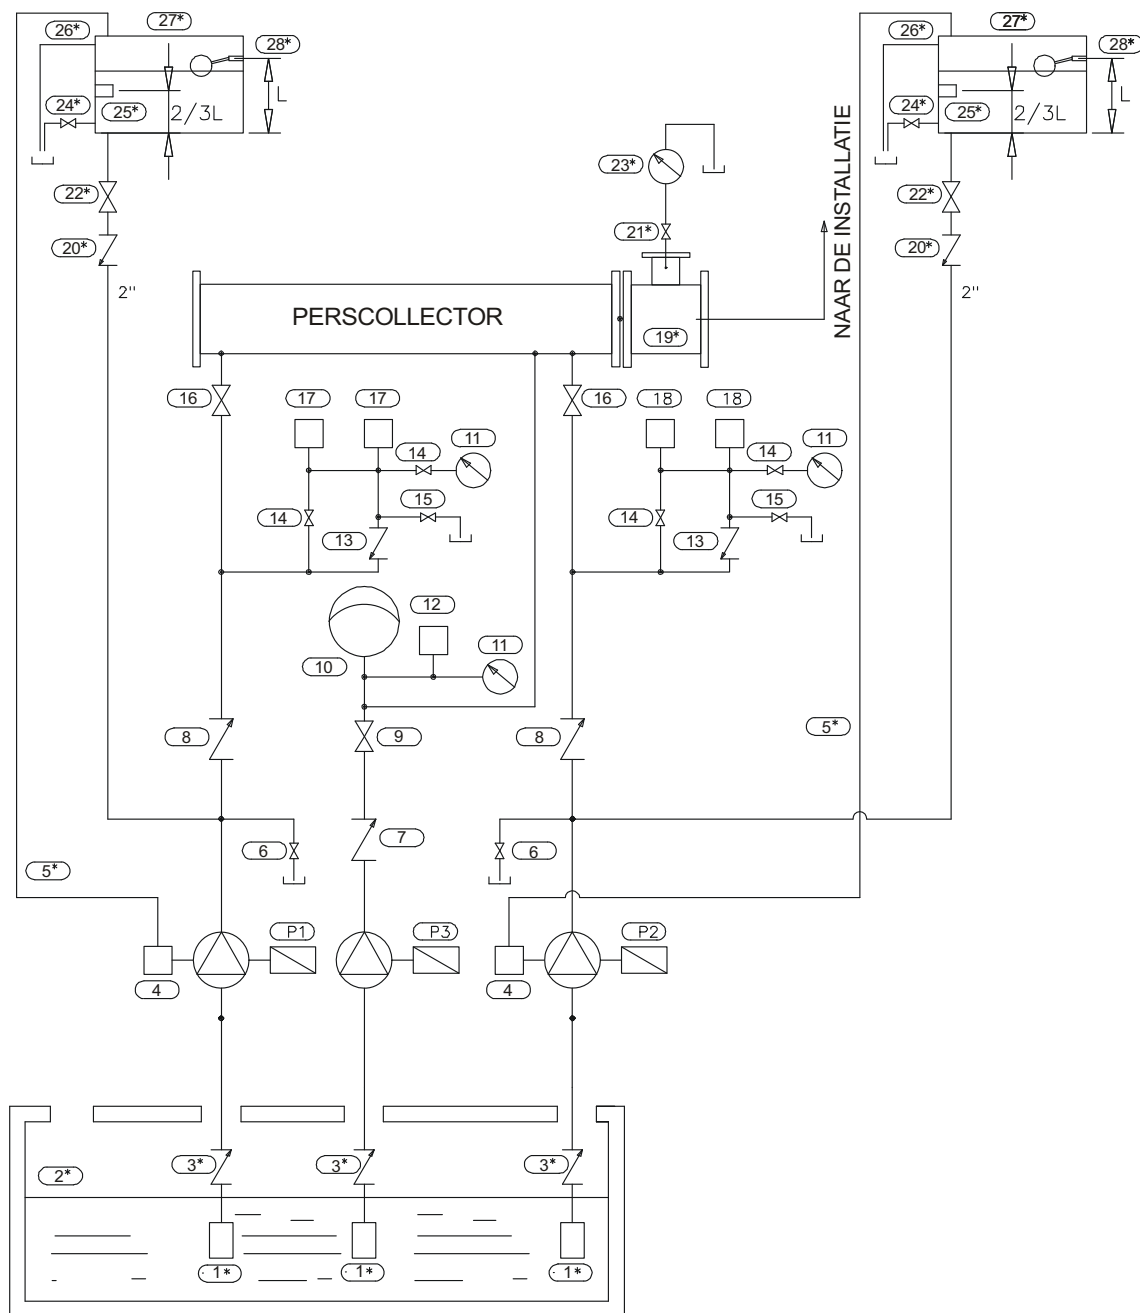 27* 27*
26* 26*
28* 28*
L L
24* 25* 2/3L 24* 25* 2/3L
23*
22* 22*
NAAR DE INSTALLATIE
21*
20* 20*
2" 2"
PERSCOLLECTOR
19*
16 17 17 16 18 18
11 11
14 14
15 15
14 14
13 13
12
10 11
5*
8 9 8
7
6 6
5*
P1 P3 P2
4 4
3* 3* 3*
2*
1* 1* 1*